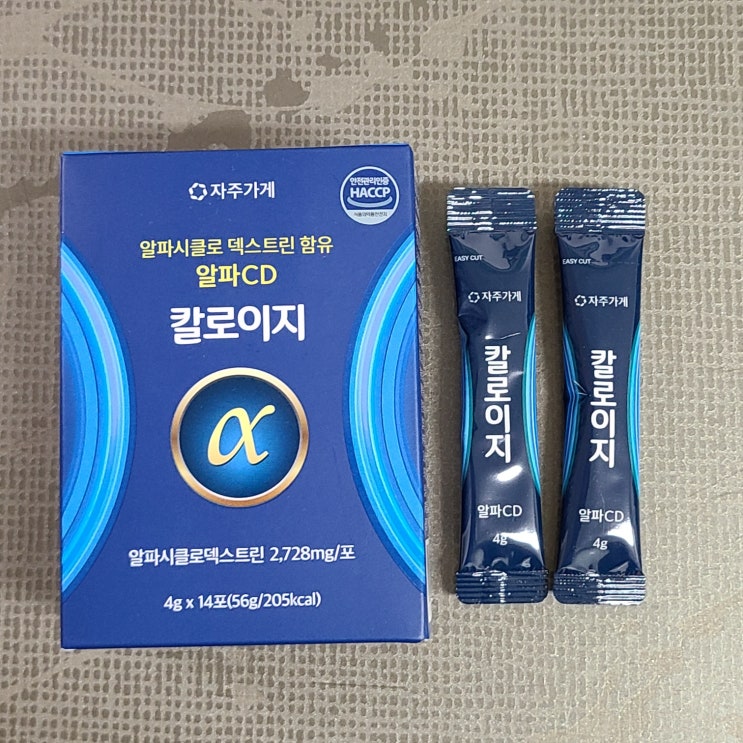 자주가게
안전관리인증
HACCP
식품의약품안전처
알파시클로 덱스트린 함유
알파CD
칼로이지
α
알파시클로덱스트린 2,728mg/포
4g x 14포(56g/205kcal)
EASY CUT
자주가게
칼로이지
알파CD
4g
EASY CUT
자주가게
칼로이지
알파CD
4g